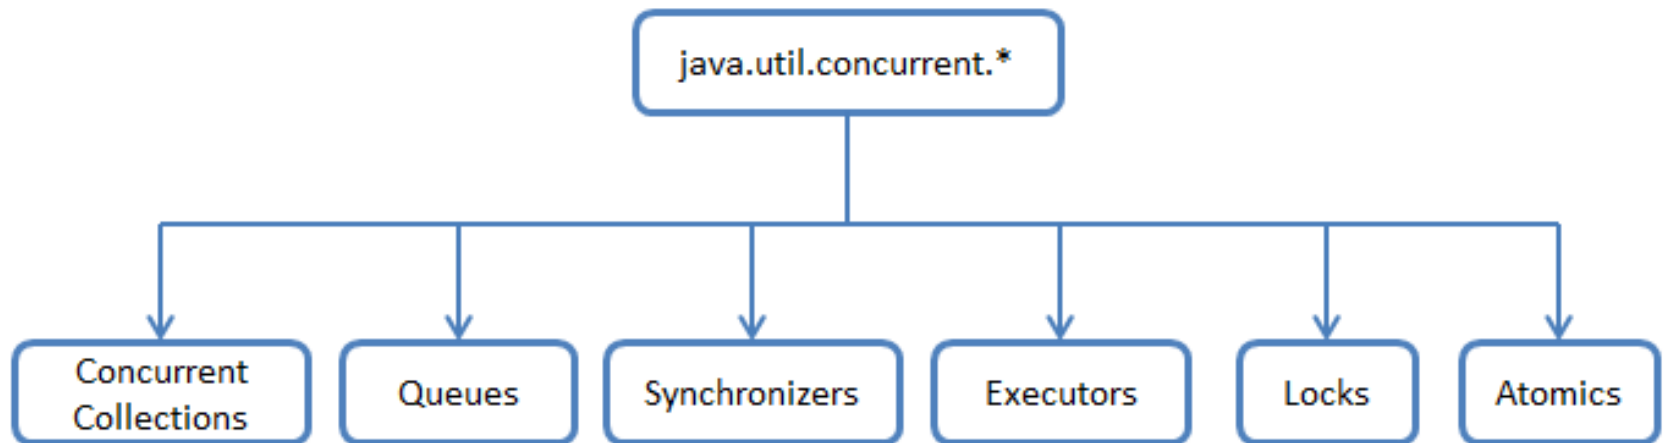 java.util.concurrent.*
Concurrent
Collections
Queues
Synchronizers
Executors
Locks
Atomics